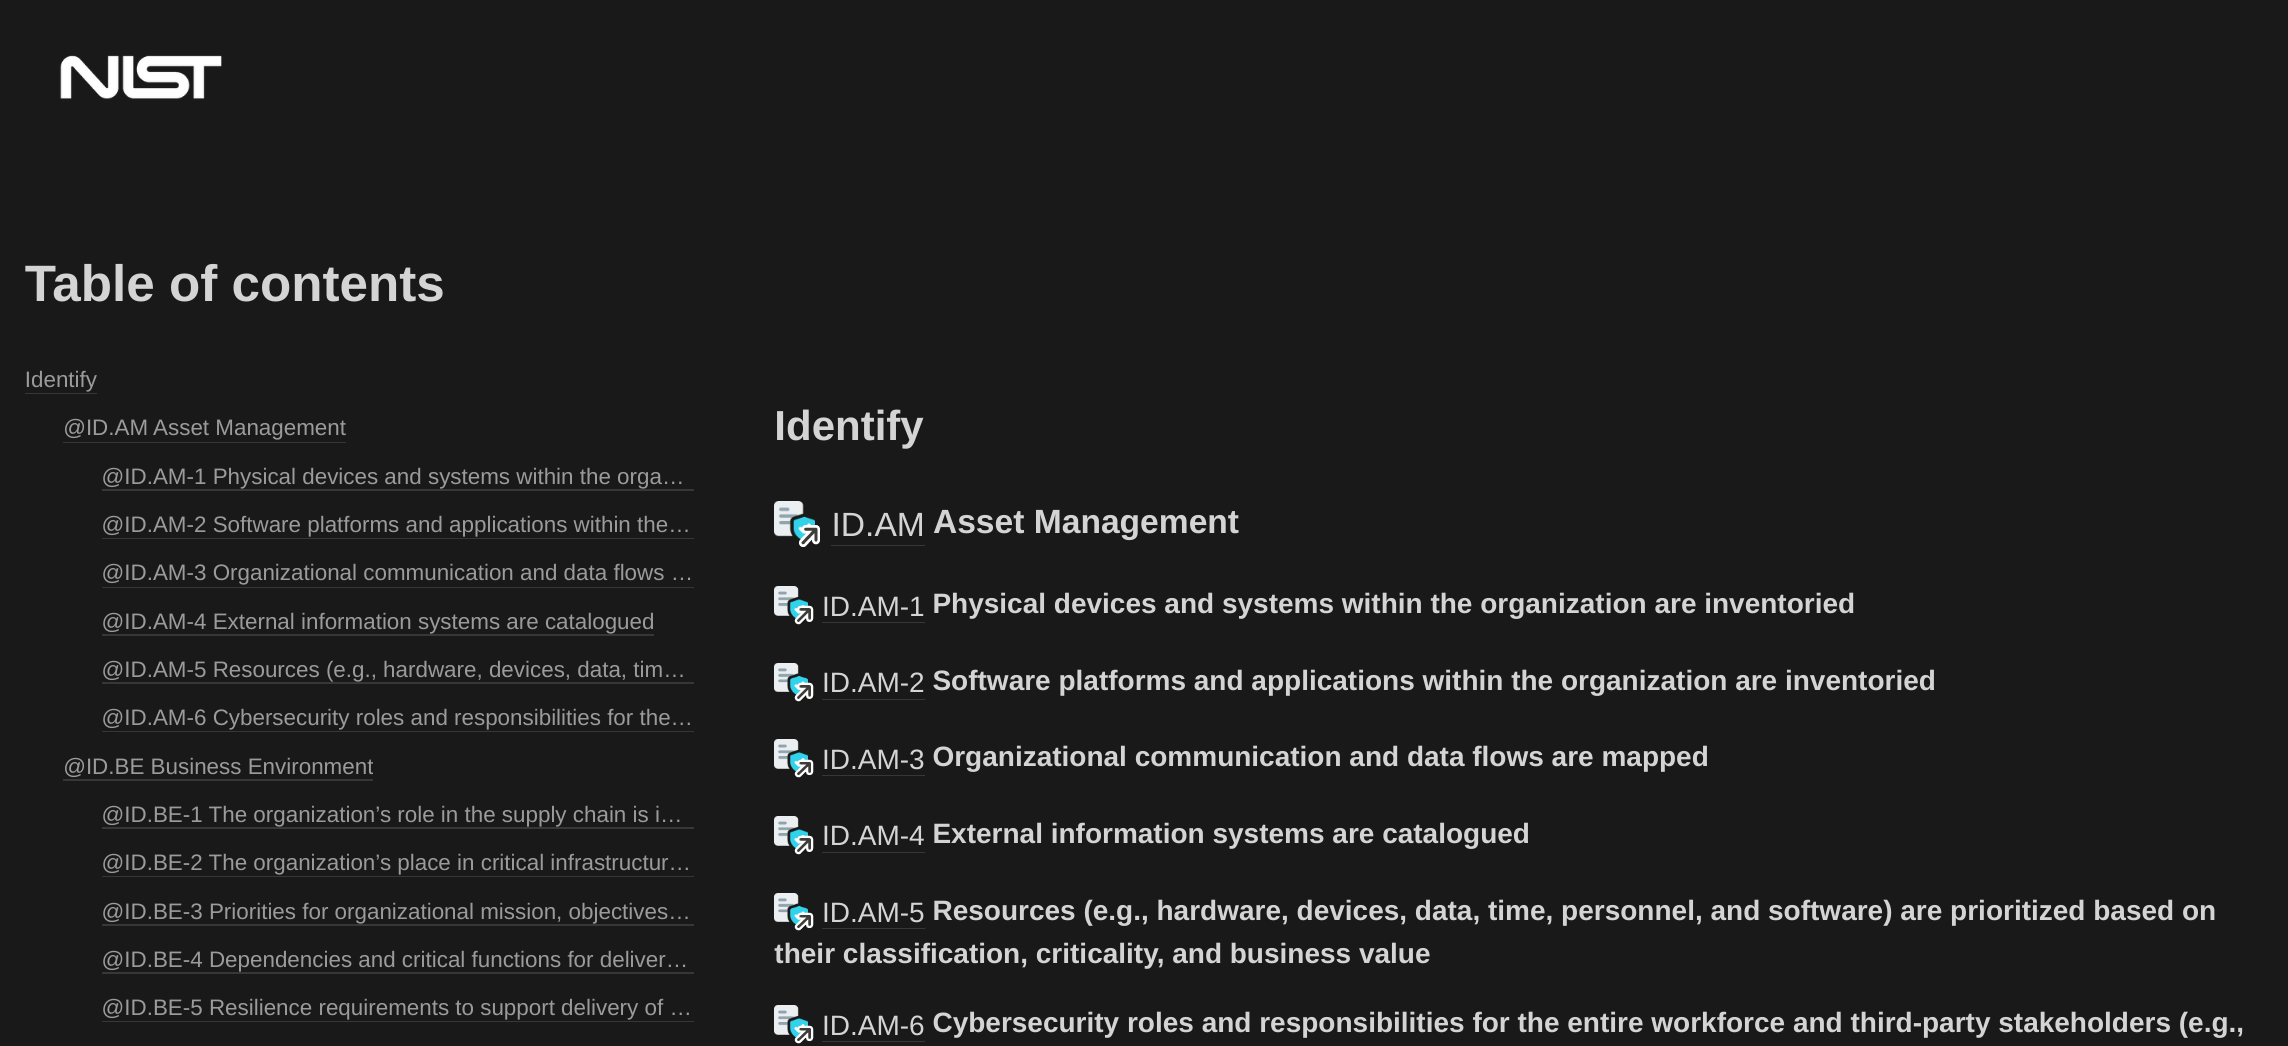 NIST
Table of contents
Identify
@ID.AM Asset Management
@ID.AM-1 Physical devices and systems within the orga…
@ID.AM-2 Software platforms and applications within the…
@ID.AM-3 Organizational communication and data flows …
@ID.AM-4 External information systems are catalogued
@ID.AM-5 Resources (e.g., hardware, devices, data, tim…
@ID.AM-6 Cybersecurity roles and responsibilities for the…
@ID.BE Business Environment
@ID.BE-1 The organization’s role in the supply chain is i…
@ID.BE-2 The organization’s place in critical infrastructur…
@ID.BE-3 Priorities for organizational mission, objectives…
@ID.BE-4 Dependencies and critical functions for deliver…
@ID.BE-5 Resilience requirements to support delivery of …
Identify
ID.AM Asset Management
ID.AM-1 Physical devices and systems within the organization are inventoried
ID.AM-2 Software platforms and applications within the organization are inventoried
ID.AM-3 Organizational communication and data flows are mapped
ID.AM-4 External information systems are catalogued
ID.AM-5 Resources (e.g., hardware, devices, data, time, personnel, and software) are prioritized based on
their classification, criticality, and business value
ID.AM-6 Cybersecurity roles and responsibilities for the entire workforce and third-party stakeholders (e.g.,